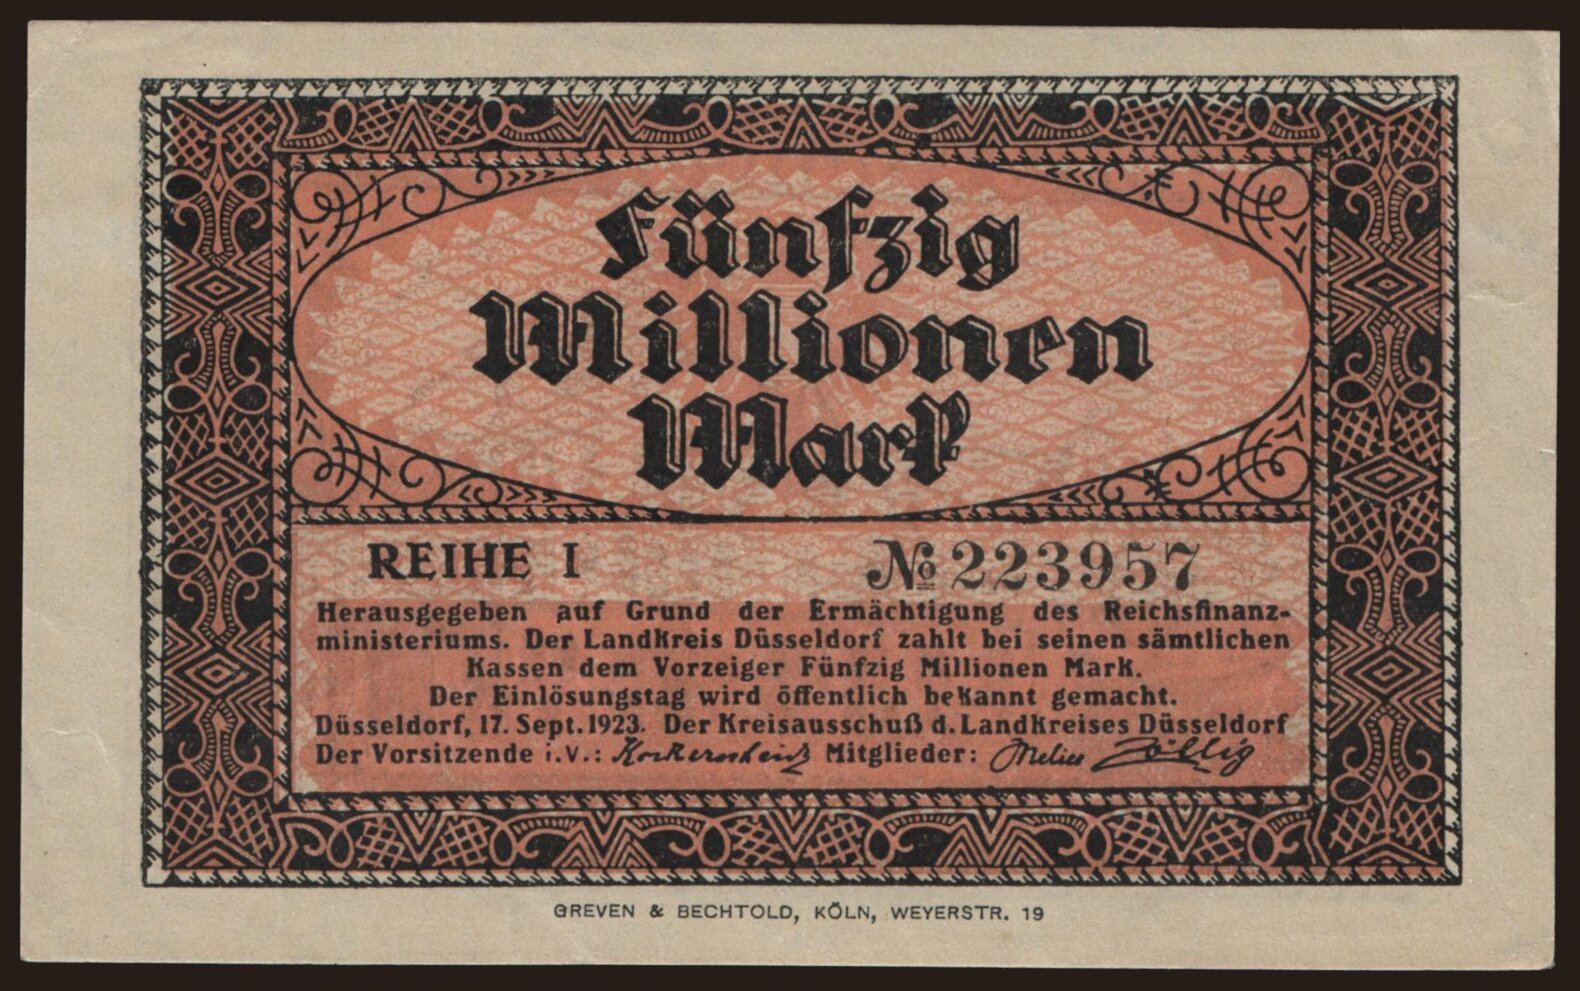 Fünfzig
Millionen
Mark
REIHE I № 223957
Herausgegeben auf Grund der Ermächtigung des Reichsfinanz-
ministeriums. Der Landkreis Düsseldorf zahlt bei seinen sämtlichen
Kassen dem Vorzeiger Fünfzig Millionen Mark.
Der Einlösungstag wird öffentlich bekannt gemacht.
Düsseldorf, 17. Sept. 1923. Der Kreisausschuß d. Landkreises Düsseldorf
Der Vorsitzende i.V.: Mitglieder:
GREVEN & BECHTOLD, KÖLN, WEYERSTR. 19